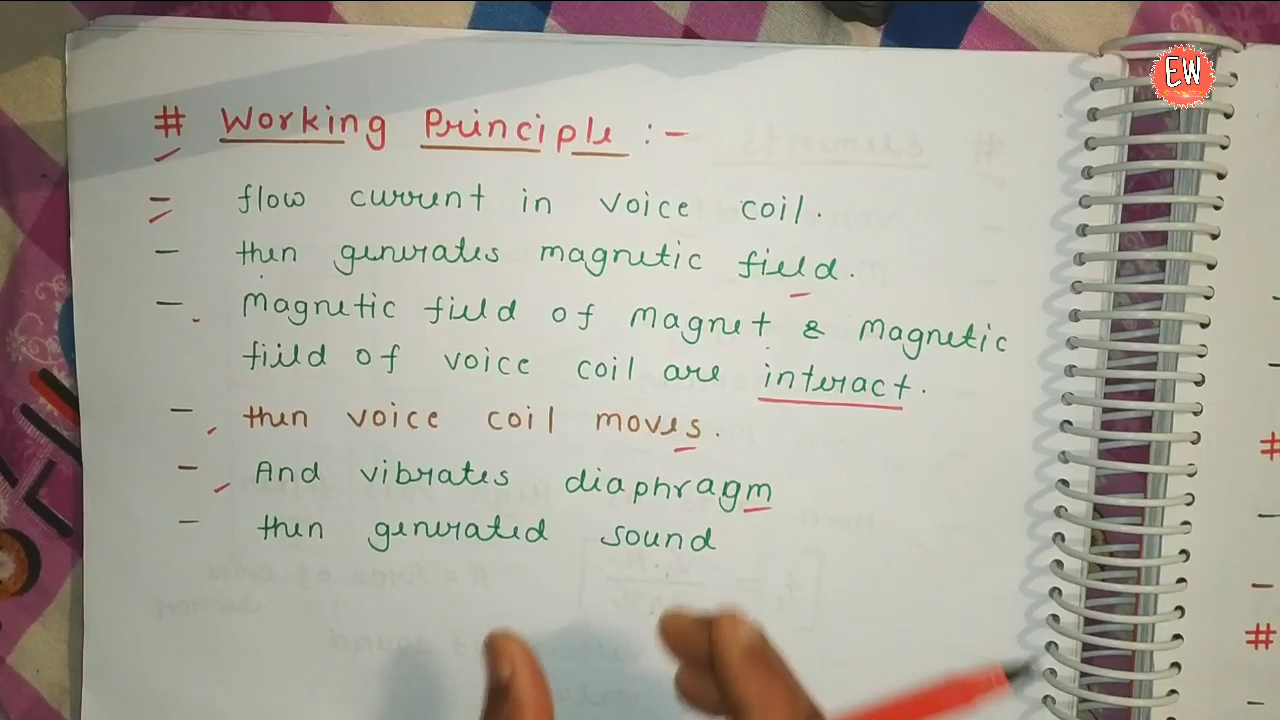 # Working Principle :-
- flow current in voice coil.
- then generates magnetic field.
- Magnetic field of magnet & magnetic
field of voice coil are interact.
- then voice coil moves.
- And vibrates diaphragm
- then generated sound
EW